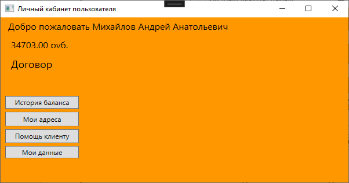 Личный кабинет пользователя
Добро пожаловать Михайлов Андрей Анатольевич
34703.00 руб.
Договор
История баланса
Мои адреса
Помощь клиенту
Мои данные